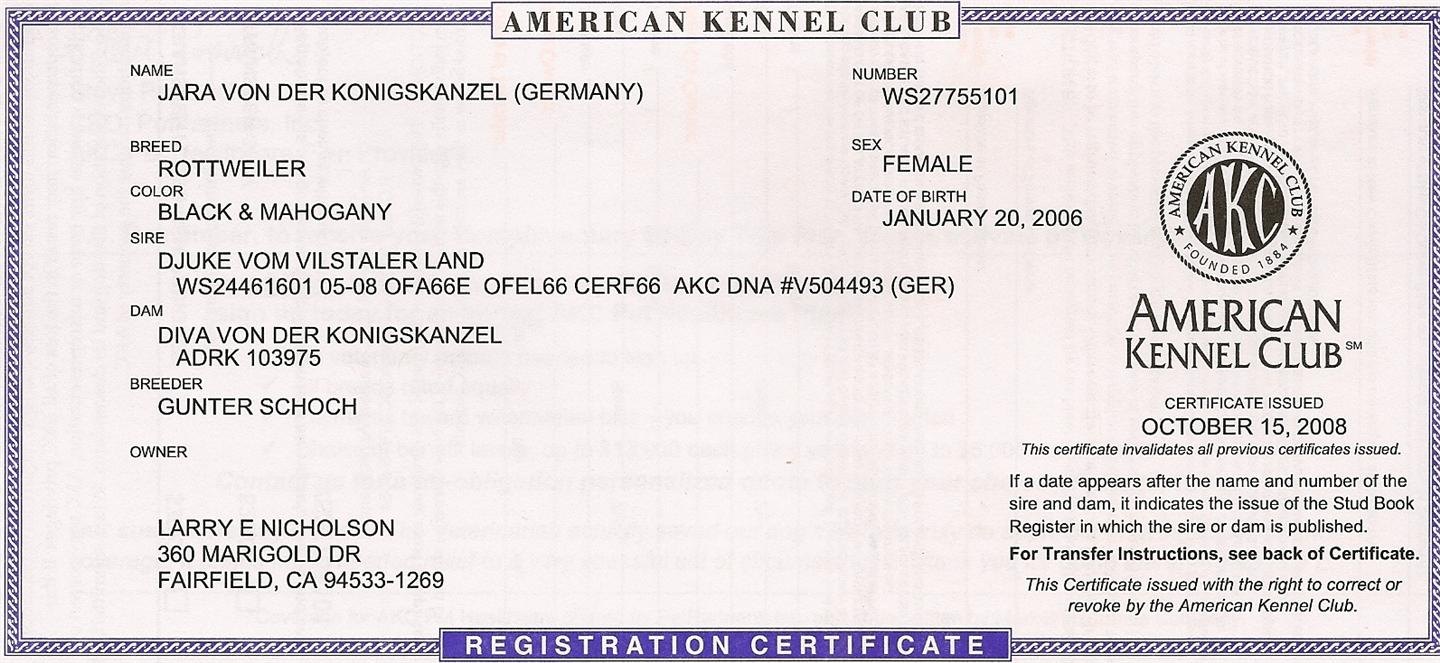 AMERICAN KENNEL CLUB
NAME
JARA VON DER KONIGSKANZEL (GERMANY)
NUMBER
WS27755101
BREED
ROTTWEILER
SEX
FEMALE
COLOR
BLACK & MAHOGANY
DATE OF BIRTH
JANUARY 20, 2006
SIRE
DJUKE VOM VILSTALER LAND
WS24461601 05-08 OFA66E OFEL66 CERF66 AKC DNA #V504493 (GER)
DAM
DIVA VON DER KONIGSKANZEL
ADRK 103975
BREEDER
GUNTER SCHOCH
OWNER
LARRY E NICHOLSON
360 MARIGOLD DR
FAIRFIELD, CA 94533-1269
AMERICAN KENNEL CLUB
AKC
FOUNDED 1884
AMERICAN
KENNEL CLUB℠
CERTIFICATE ISSUED
OCTOBER 15, 2008
This certificate invalidates all previous certificates issued.
If a date appears after the name and number of the
sire and dam, it indicates the issue of the Stud Book
Register in which the sire or dam is published.
For Transfer Instructions, see back of Certificate.
This Certificate issued with the right to correct or
revoke by the American Kennel Club.
REGISTRATION CERTIFICATE